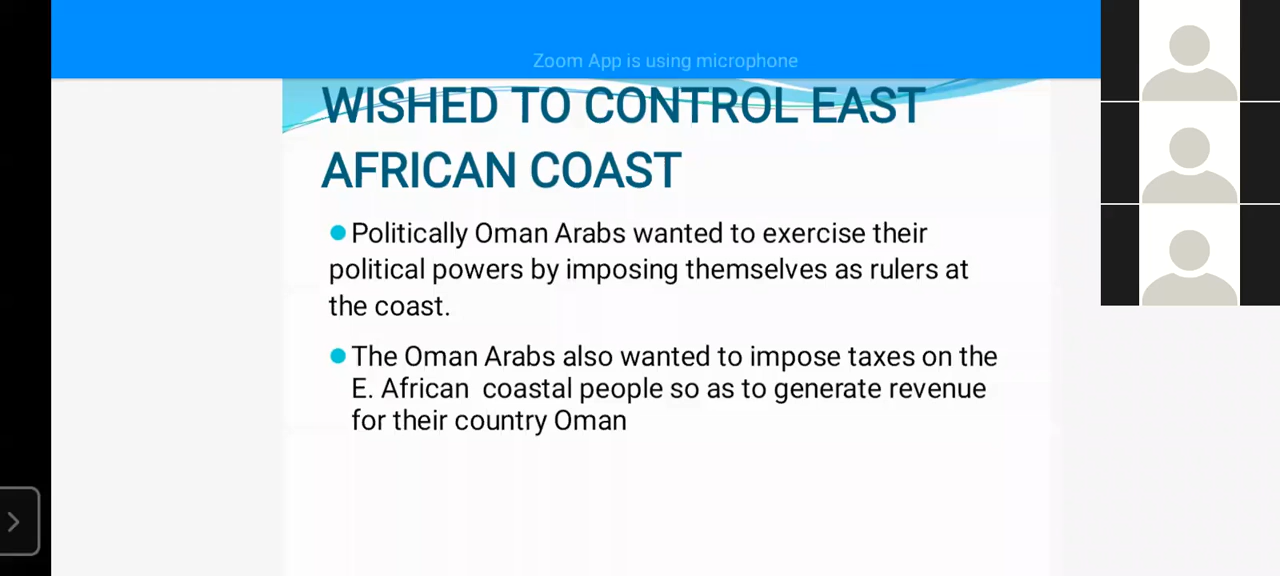 Zoom App is using microphone
WISHED TO CONTROL EAST
AFRICAN COAST
Politically Oman Arabs wanted to exercise their
political powers by imposing themselves as rulers at
the coast.
The Oman Arabs also wanted to impose taxes on the
E. African coastal people so as to generate revenue
for their country Oman